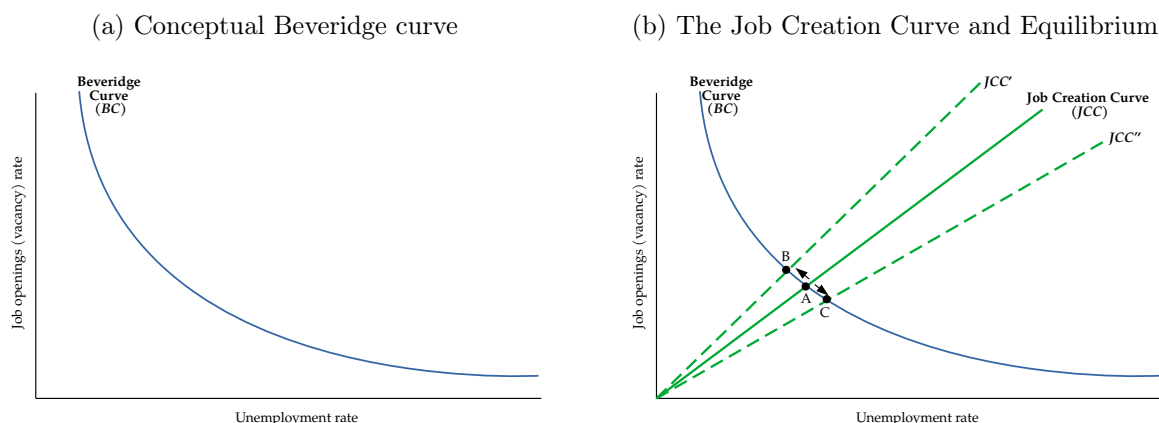 (a) Conceptual Beveridge curve
Beveridge
Curve
(BC)
Job openings (vacancy) rate
Unemployment rate
(b) The Job Creation Curve and Equilibrium
Beveridge
Curve
(BC)
JCC'
Job Creation Curve
(JCC)
JCC"
B
A
C
Job openings (vacancy) rate
Unemployment rate